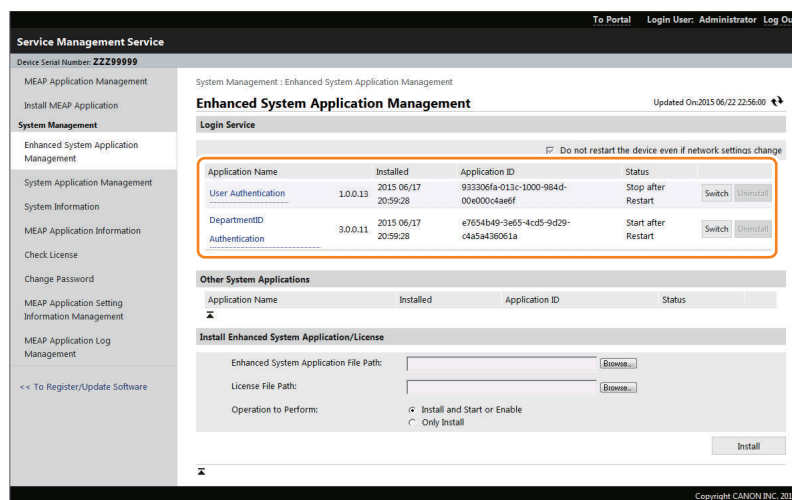 To Portal Login User: Administrator Log Ou
Service Management Service
Device Serial Number: ZZZ99999
MEAP Application Management
Install MEAP Application
System Management
Enhanced System Application
Management
System Application Management
System Information
MEAP Application Information
Check License
Change Password
MEAP Application Setting
Information Management
MEAP Application Log
Management
<< To Register/Update Software
System Management : Enhanced System Application Management
Enhanced System Application Management Updated On:2015 06/22 22:56:00
Login Service
Do not restart the device even if network settings change
Application Name Installed Application ID Status
User Authentication 1.0.0.13 2015 06/17 20:59:28 933306fa-013c-1000-984d-00e000c4ae6f Stop after Restart Switch Uninstall
DepartmentID Authentication 3.0.0.11 2015 06/17 20:59:28 e7654b49-3e65-4cd5-9d29-c4a5a436061a Start after Restart Switch Uninstall
Other System Applications
Application Name Installed Application ID Status
Install Enhanced System Application/License
Enhanced System Application File Path: Browse...
License File Path: Browse...
Operation to Perform: Install and Start or Enable
Only Install
Install
Copyright CANON INC. 201